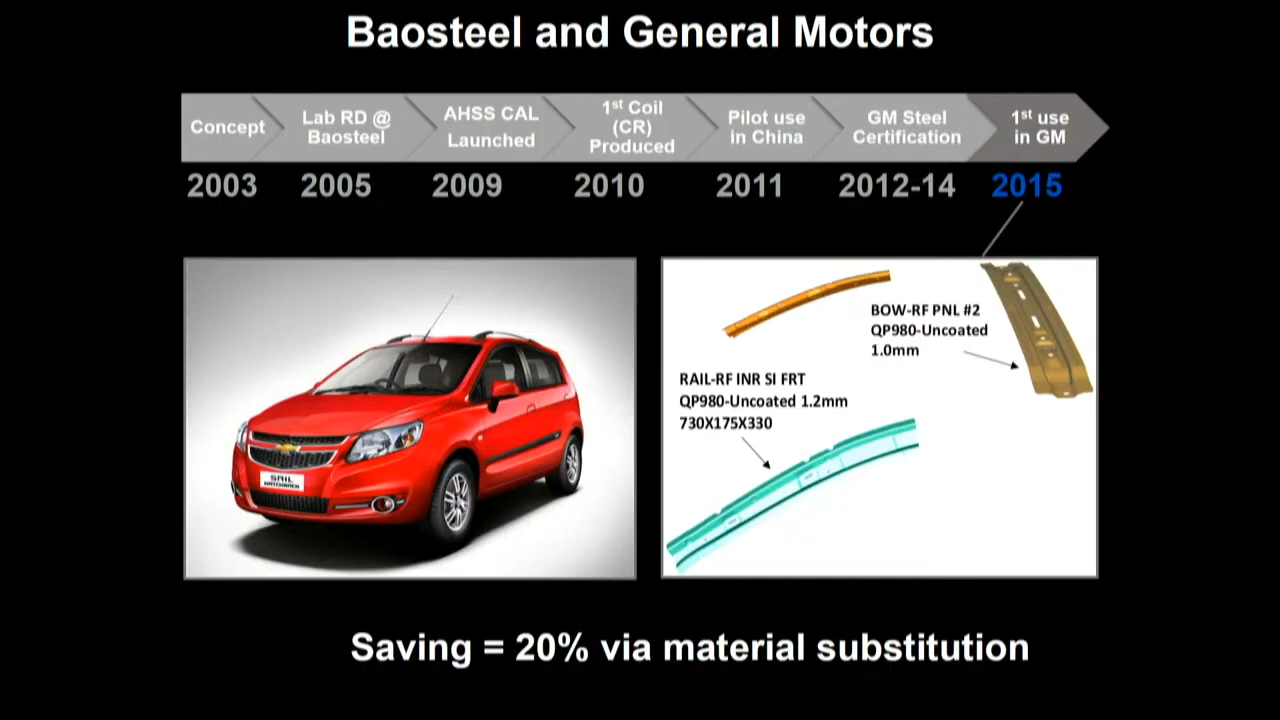 Baosteel and General Motors
Concept
Lab RD @
Baosteel
AHSS CAL
Launched
1st Coil
(CR)
Produced
Pilot use
in China
GM Steel
Certification
1st use
in GM
2003
2005
2009
2010
2011
2012-14
2015
SAIL
HATCHBACK
BOW-RF PNL #2
QP980-Uncoated
1.0mm
RAIL-RF INR SI FRT
QP980-Uncoated 1.2mm
730X175X330
Saving = 20% via material substitution